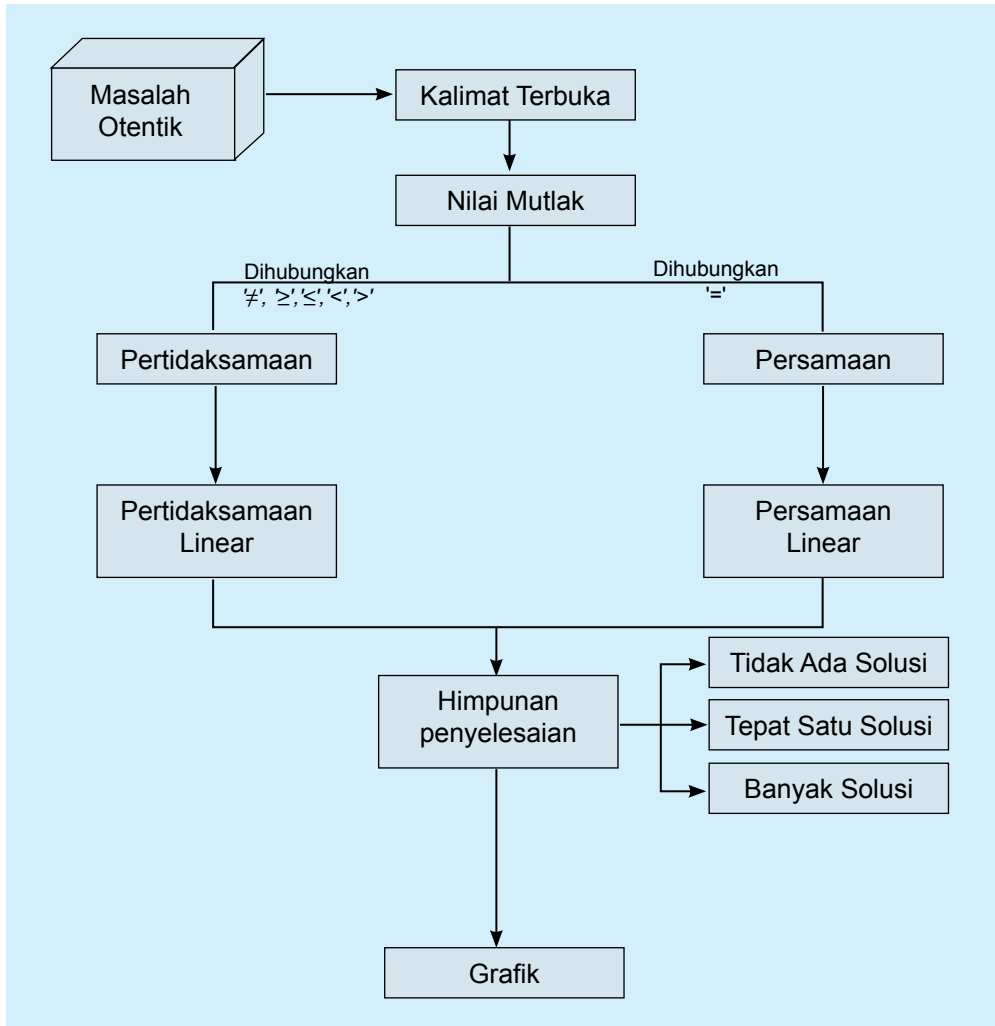 Masalah
Otentik
Kalimat Terbuka
Nilai Mutlak
Dihubungkan
'≠', '≥','≤','<','>'
Dihubungkan
'='
Pertidaksamaan
Persamaan
Pertidaksamaan
Linear
Persamaan
Linear
Himpunan
penyelesaian
Tidak Ada Solusi
Tepat Satu Solusi
Banyak Solusi
Grafik